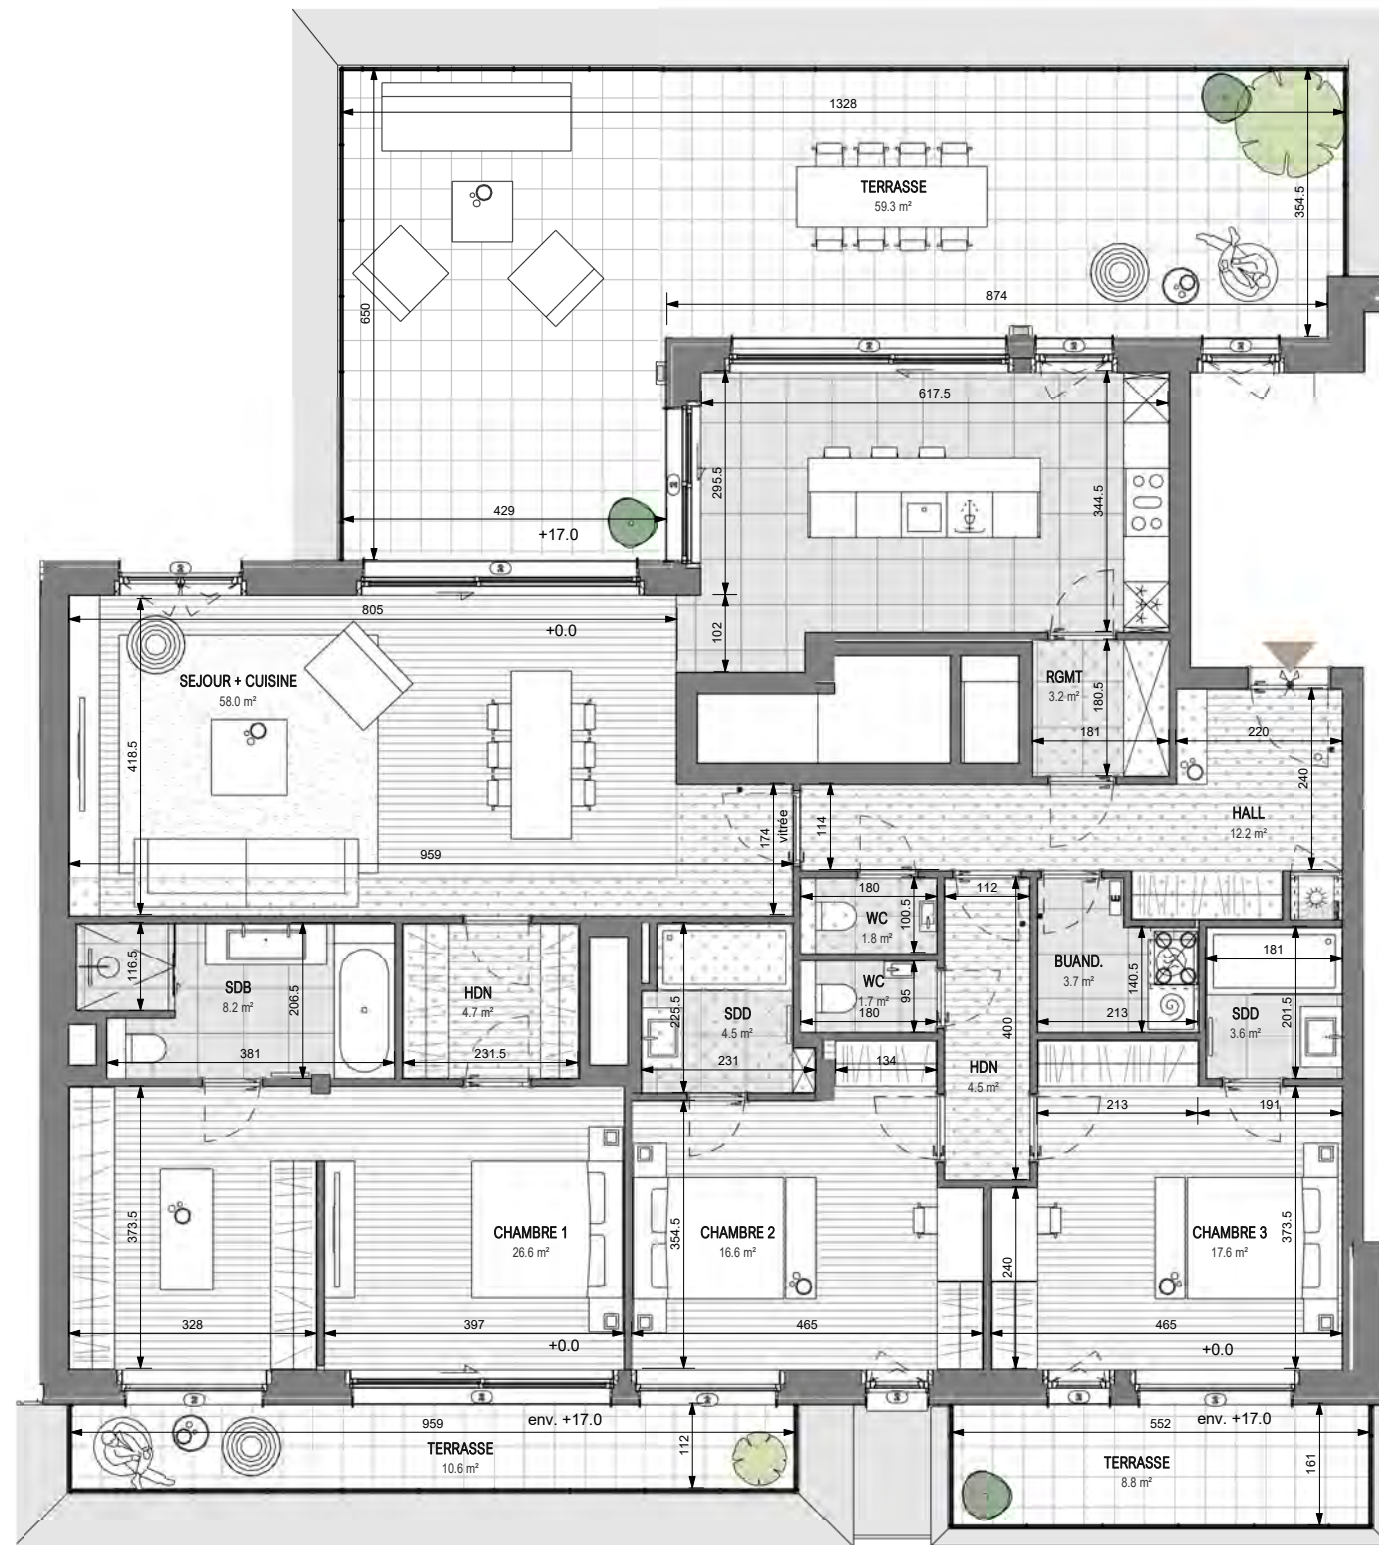 1328
TERRASSE
59.3 m²
354.5
874
650
617.5
295.5
344.5
429
+17.0
805
+0.0
102
SEJOUR + CUISINE
58.0 m²
418.5
RGMT
3.2 m²
180.5
181
220
240
HALL
12.2 m²
174
vitrée
114
959
180
WC
1.8 m²
100.5
112
E
116.5
SDB
8.2 m²
206.5
381
HDN
4.7 m²
231.5
225.5
SDD
4.5 m²
231
WC
1.7 m²
95
180
BUAND.
3.7 m²
140.5
213
181
SDD
3.6 m²
201.5
400
HDN
4.5 m²
134
213
191
373.5
CHAMBRE 1
26.6 m²
354.5
CHAMBRE 2
16.6 m²
240
CHAMBRE 3
17.6 m²
373.5
328
397
+0.0
465
465
+0.0
959
env. +17.0
TERRASSE
10.6 m²
112
552
env. +17.0
TERRASSE
8.8 m²
161